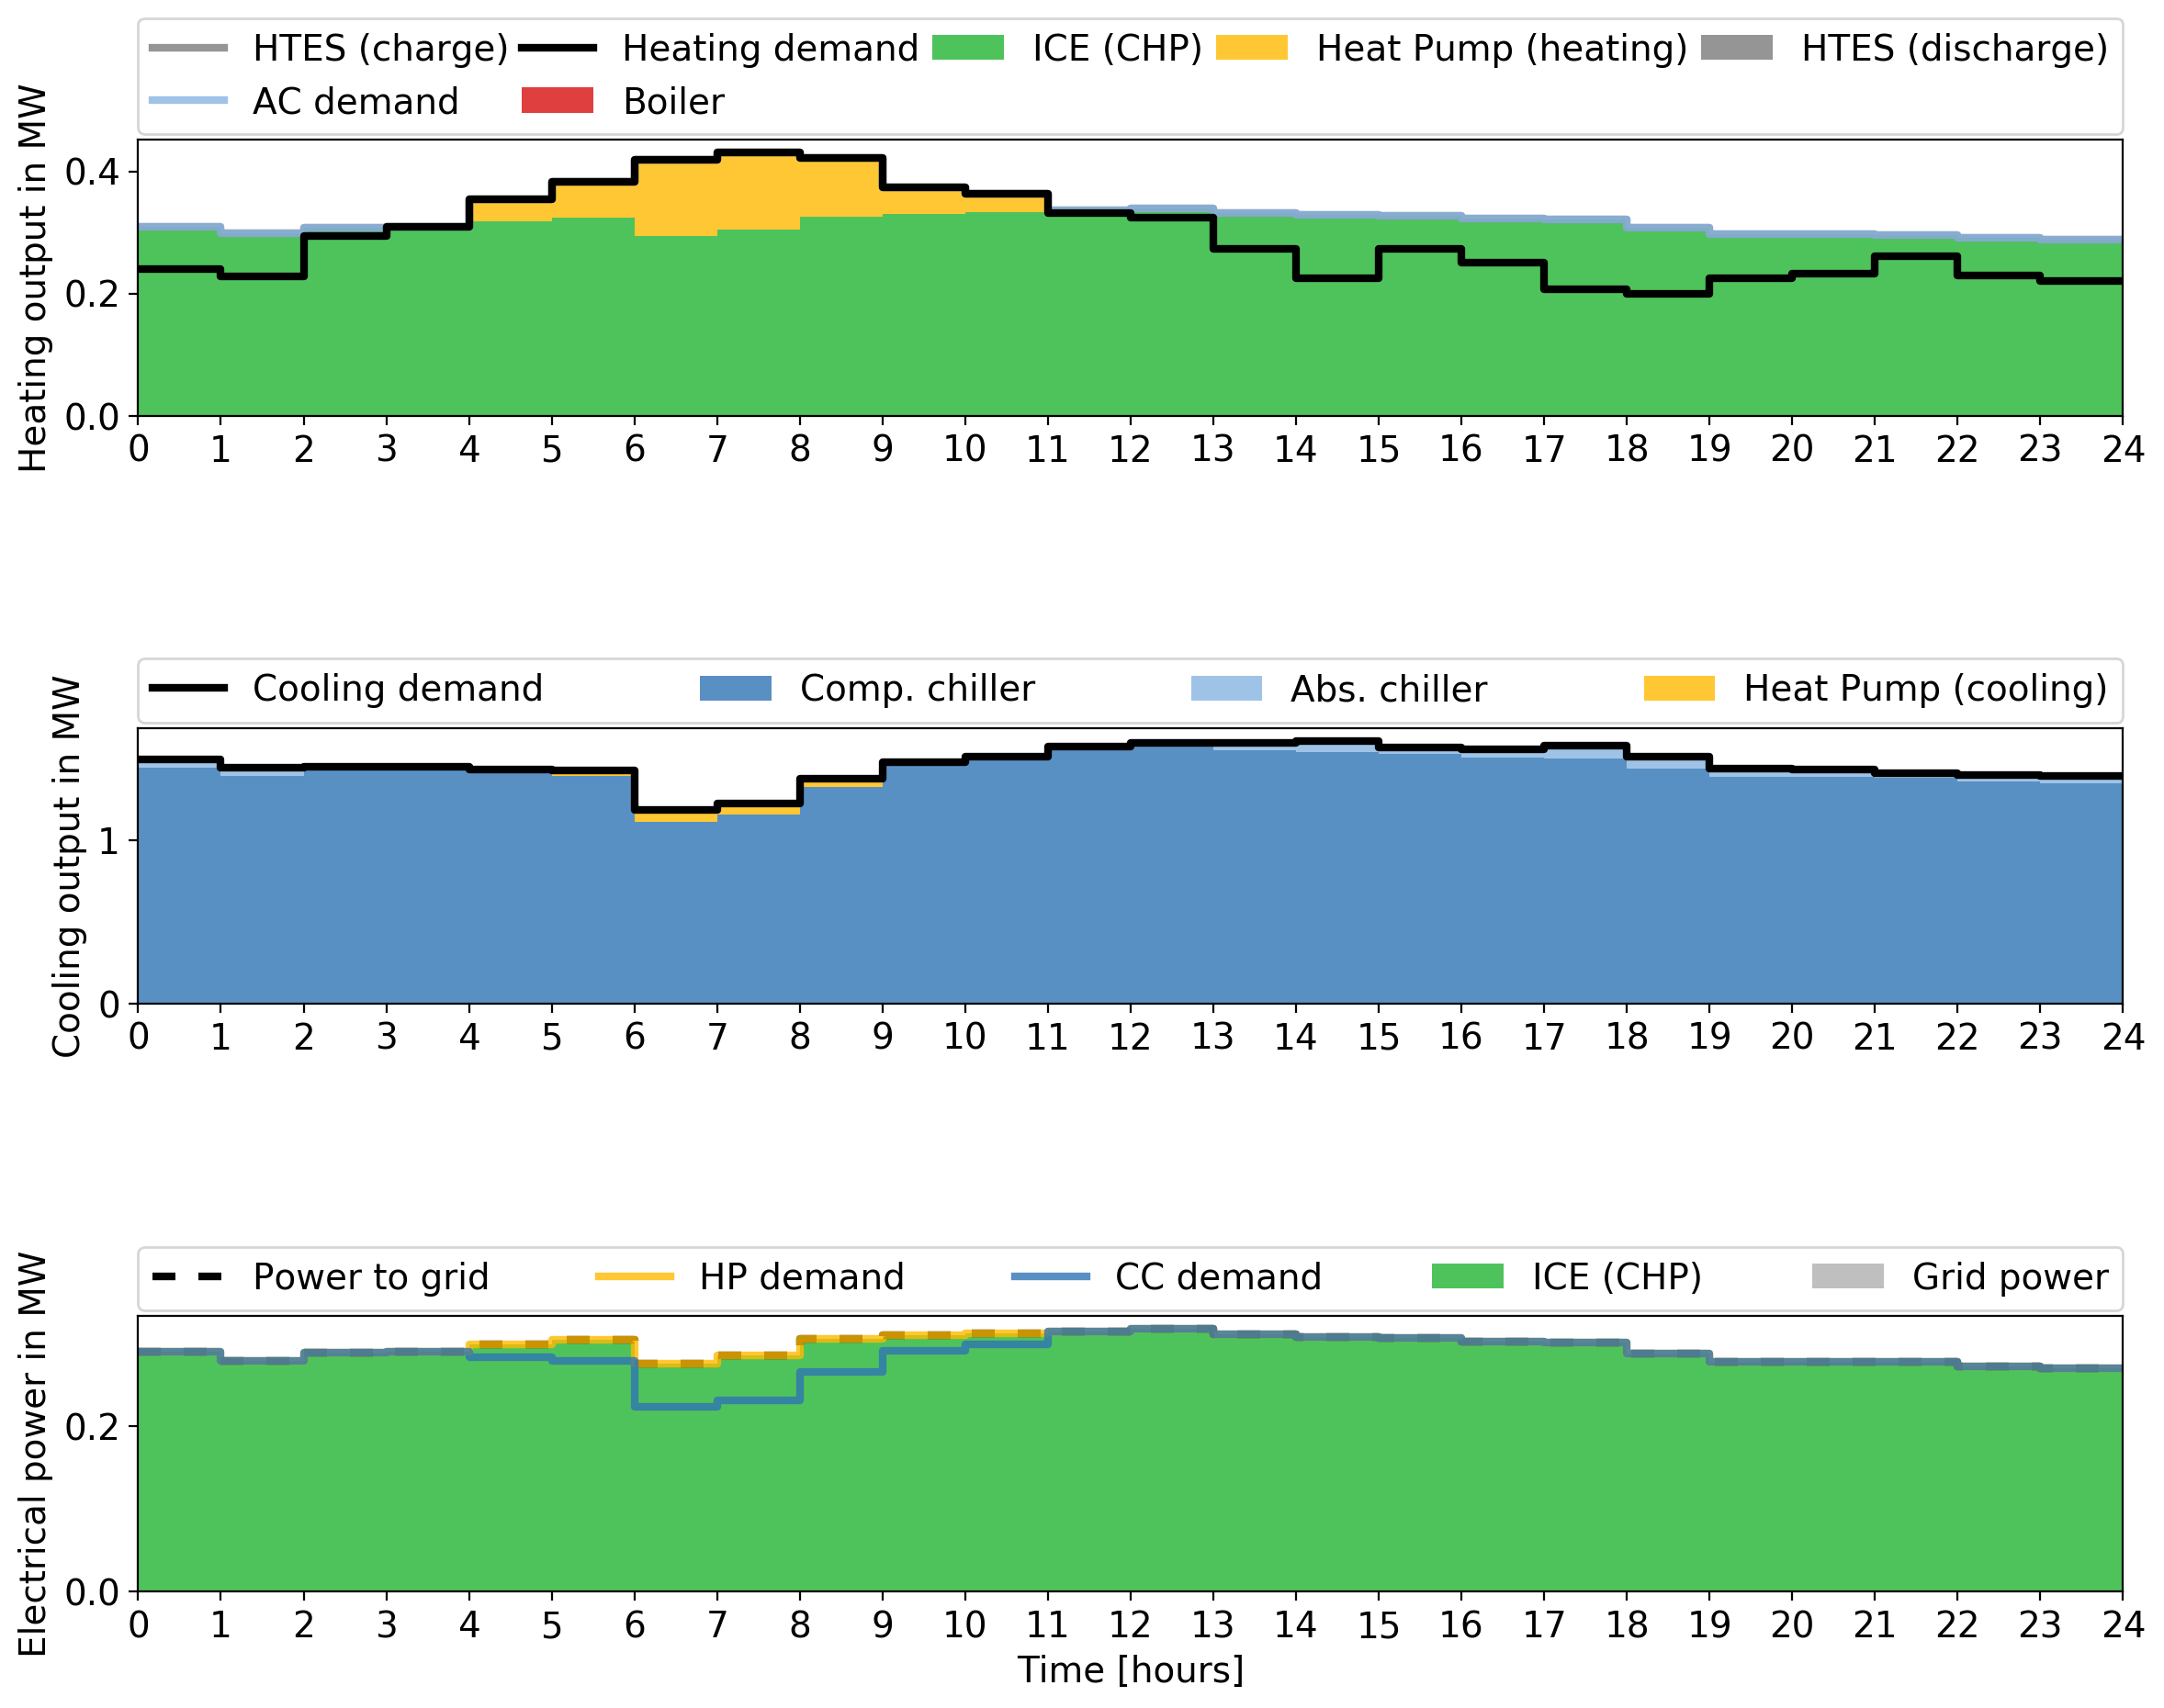 HTES (charge) Heating demand ICE (CHP) Heat Pump (heating) HTES (discharge)
AC demand Boiler
Heating output in MW
0.4
0.2
0.0
0 1 2 3 4 5 6 7 8 9 10 11 12 13 14 15 16 17 18 19 20 21 22 23 24
Cooling demand Comp. chiller Abs. chiller Heat Pump (cooling)
Cooling output in MW
1
0
0 1 2 3 4 5 6 7 8 9 10 11 12 13 14 15 16 17 18 19 20 21 22 23 24
Power to grid HP demand CC demand ICE (CHP) Grid power
Electrical power in MW
0.2
0.0
0 1 2 3 4 5 6 7 8 9 10 11 12 13 14 15 16 17 18 19 20 21 22 23 24
Time [hours]